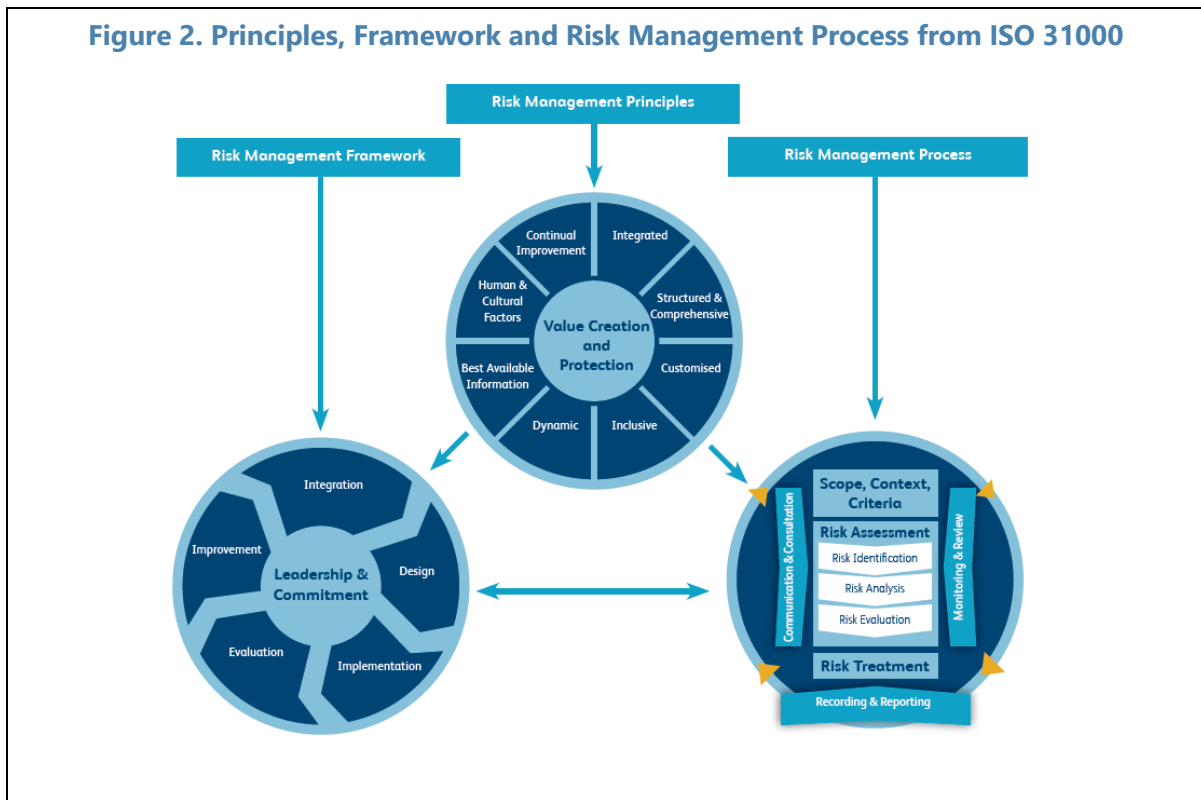 Figure 2. Principles, Framework and Risk Management Process from ISO 31000
Risk Management Principles
Risk Management Framework
Risk Management Process
Continual
Improvement
Integrated
Human &
Cultural
Factors
Structured &
Comprehensive
Value Creation
and
Protection
Best Available
Information
Customised
Dynamic
Inclusive
Integration
Improvement
Design
Leadership &
Commitment
Evaluation
Implementation
Scope, Context,
Criteria
Communication & Consultation
Risk Assessment
Risk Identification
Risk Analysis
Risk Evaluation
Monitoring & Review
Risk Treatment
Recording & Reporting